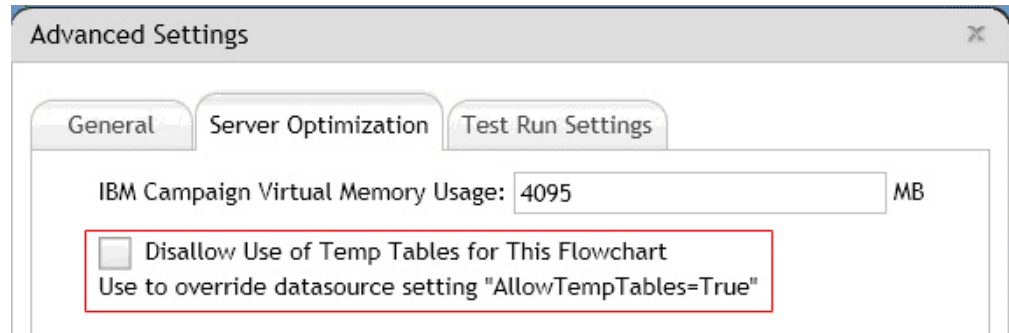 Advanced Settings
General Server Optimization Test Run Settings
IBM Campaign Virtual Memory Usage: 4095 MB
Disallow Use of Temp Tables for This Flowchart
Use to override datasource setting "AllowTempTables=True"